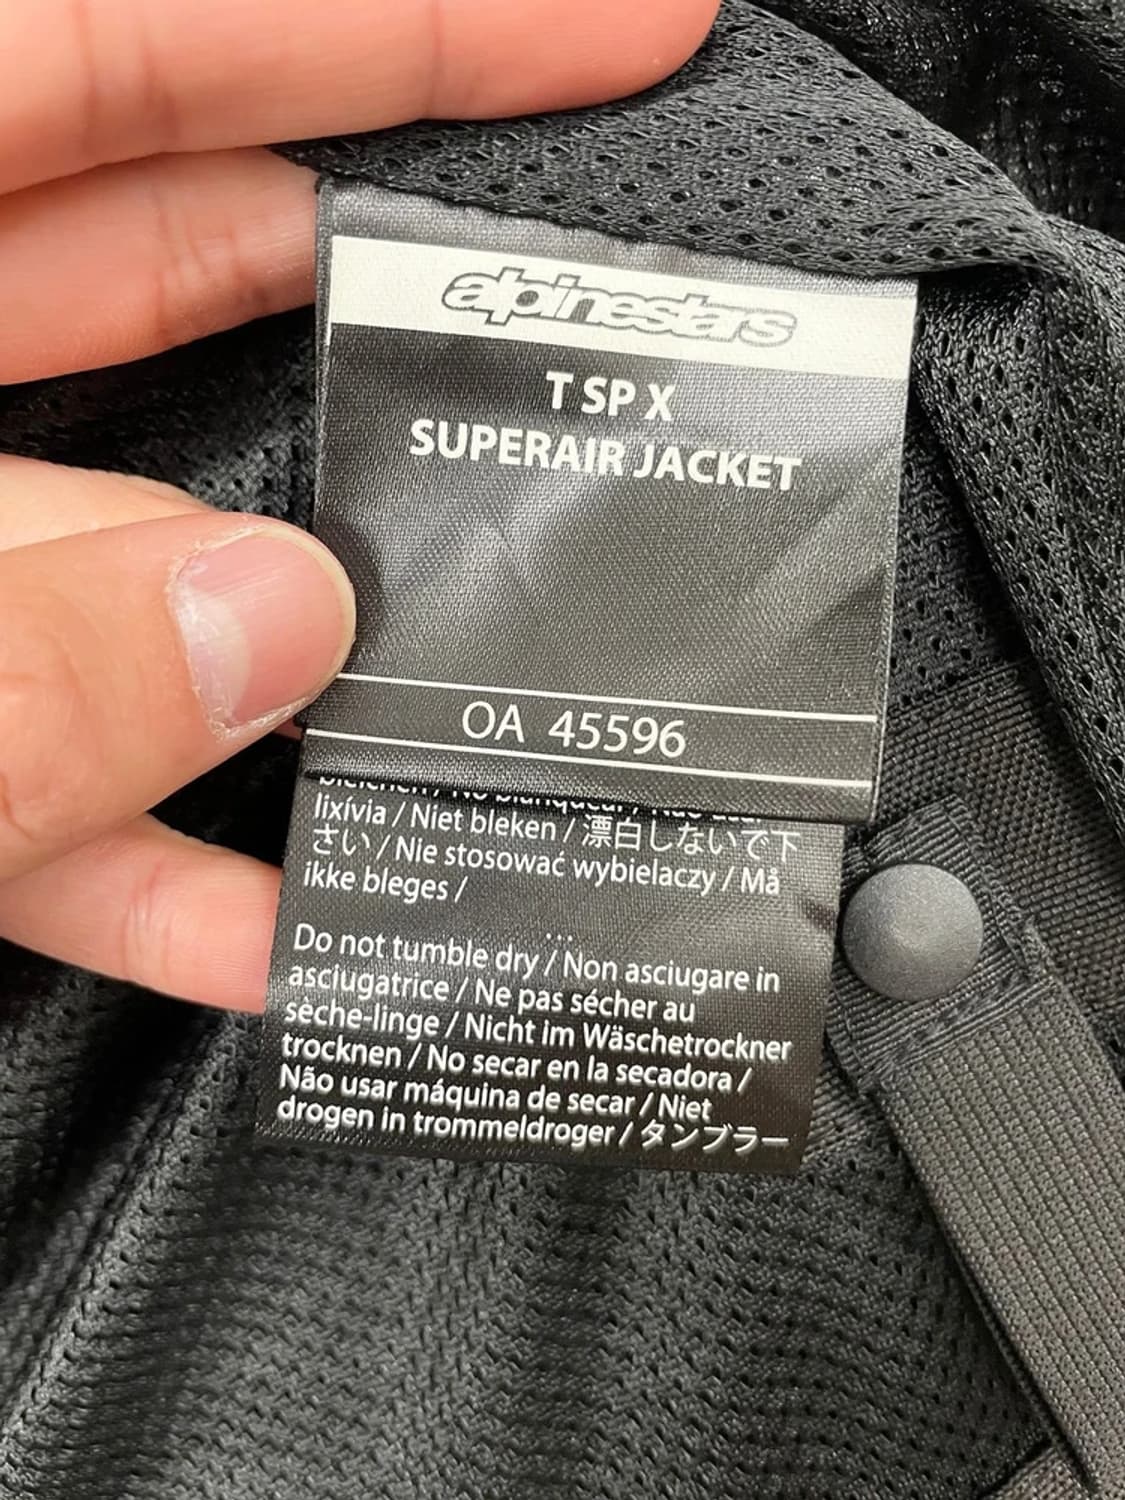 alpinestars
T SP X
SUPERAIR JACKET
OA 45596
lixívia / Niet bleken / 漂白しないで下
さい / Nie stosować wybielaczy / Må
ikke bleges /
...
Do not tumble dry / Non asciugare in
asciugatrice / Ne pas sécher au
sèche-linge / Nicht im Wäschetrockner
trocknen / No secar en la secadora /
Não usar máquina de secar / Niet
drogen in trommeldroger / タンブラー